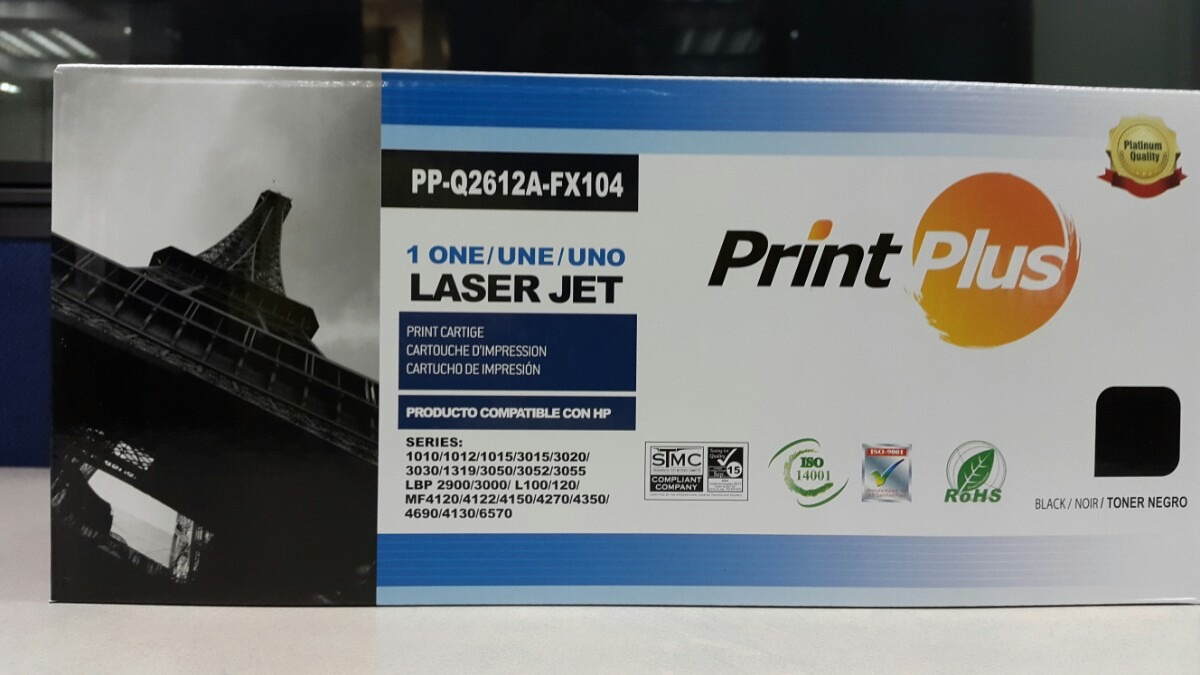 PP-Q2612A-FX104
1 ONE/UNE/UNO
LASER JET
PRINT CARTIGE
CARTOUCHE D'IMPRESSION
CARTUCHO DE IMPRESIÓN
PRODUCTO COMPATIBLE CON HP
SERIES:
1010/1012/1015/3015/3020/
3030/1319/3050/3052/3055
LBP 2900/3000/ L100/120/
MF4120/4122/4150/4270/4350/
4690/4130/6570
Print Plus
Platinum
Quality
STMC
COMPLIANT
COMPANY
15
ISO
14001
ISO-9001
RoHS
BLACK / NOIR / TONER NEGRO